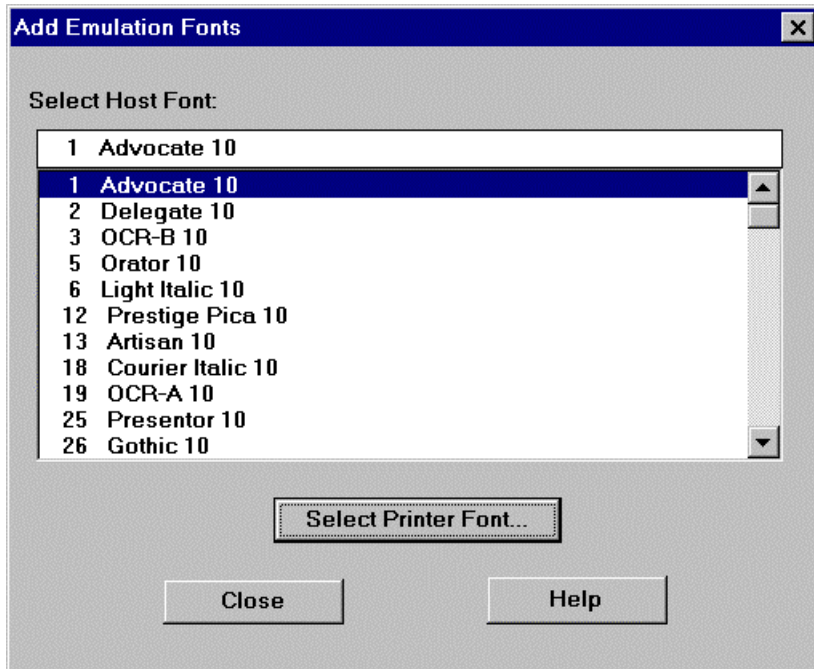 Add Emulation Fonts
Select Host Font:
1 Advocate 10
1 Advocate 10
2 Delegate 10
3 OCR-B 10
5 Orator 10
6 Light Italic 10
12 Prestige Pica 10
13 Artisan 10
18 Courier Italic 10
19 OCR-A 10
25 Presentor 10
26 Gothic 10
Select Printer Font...
Close Help